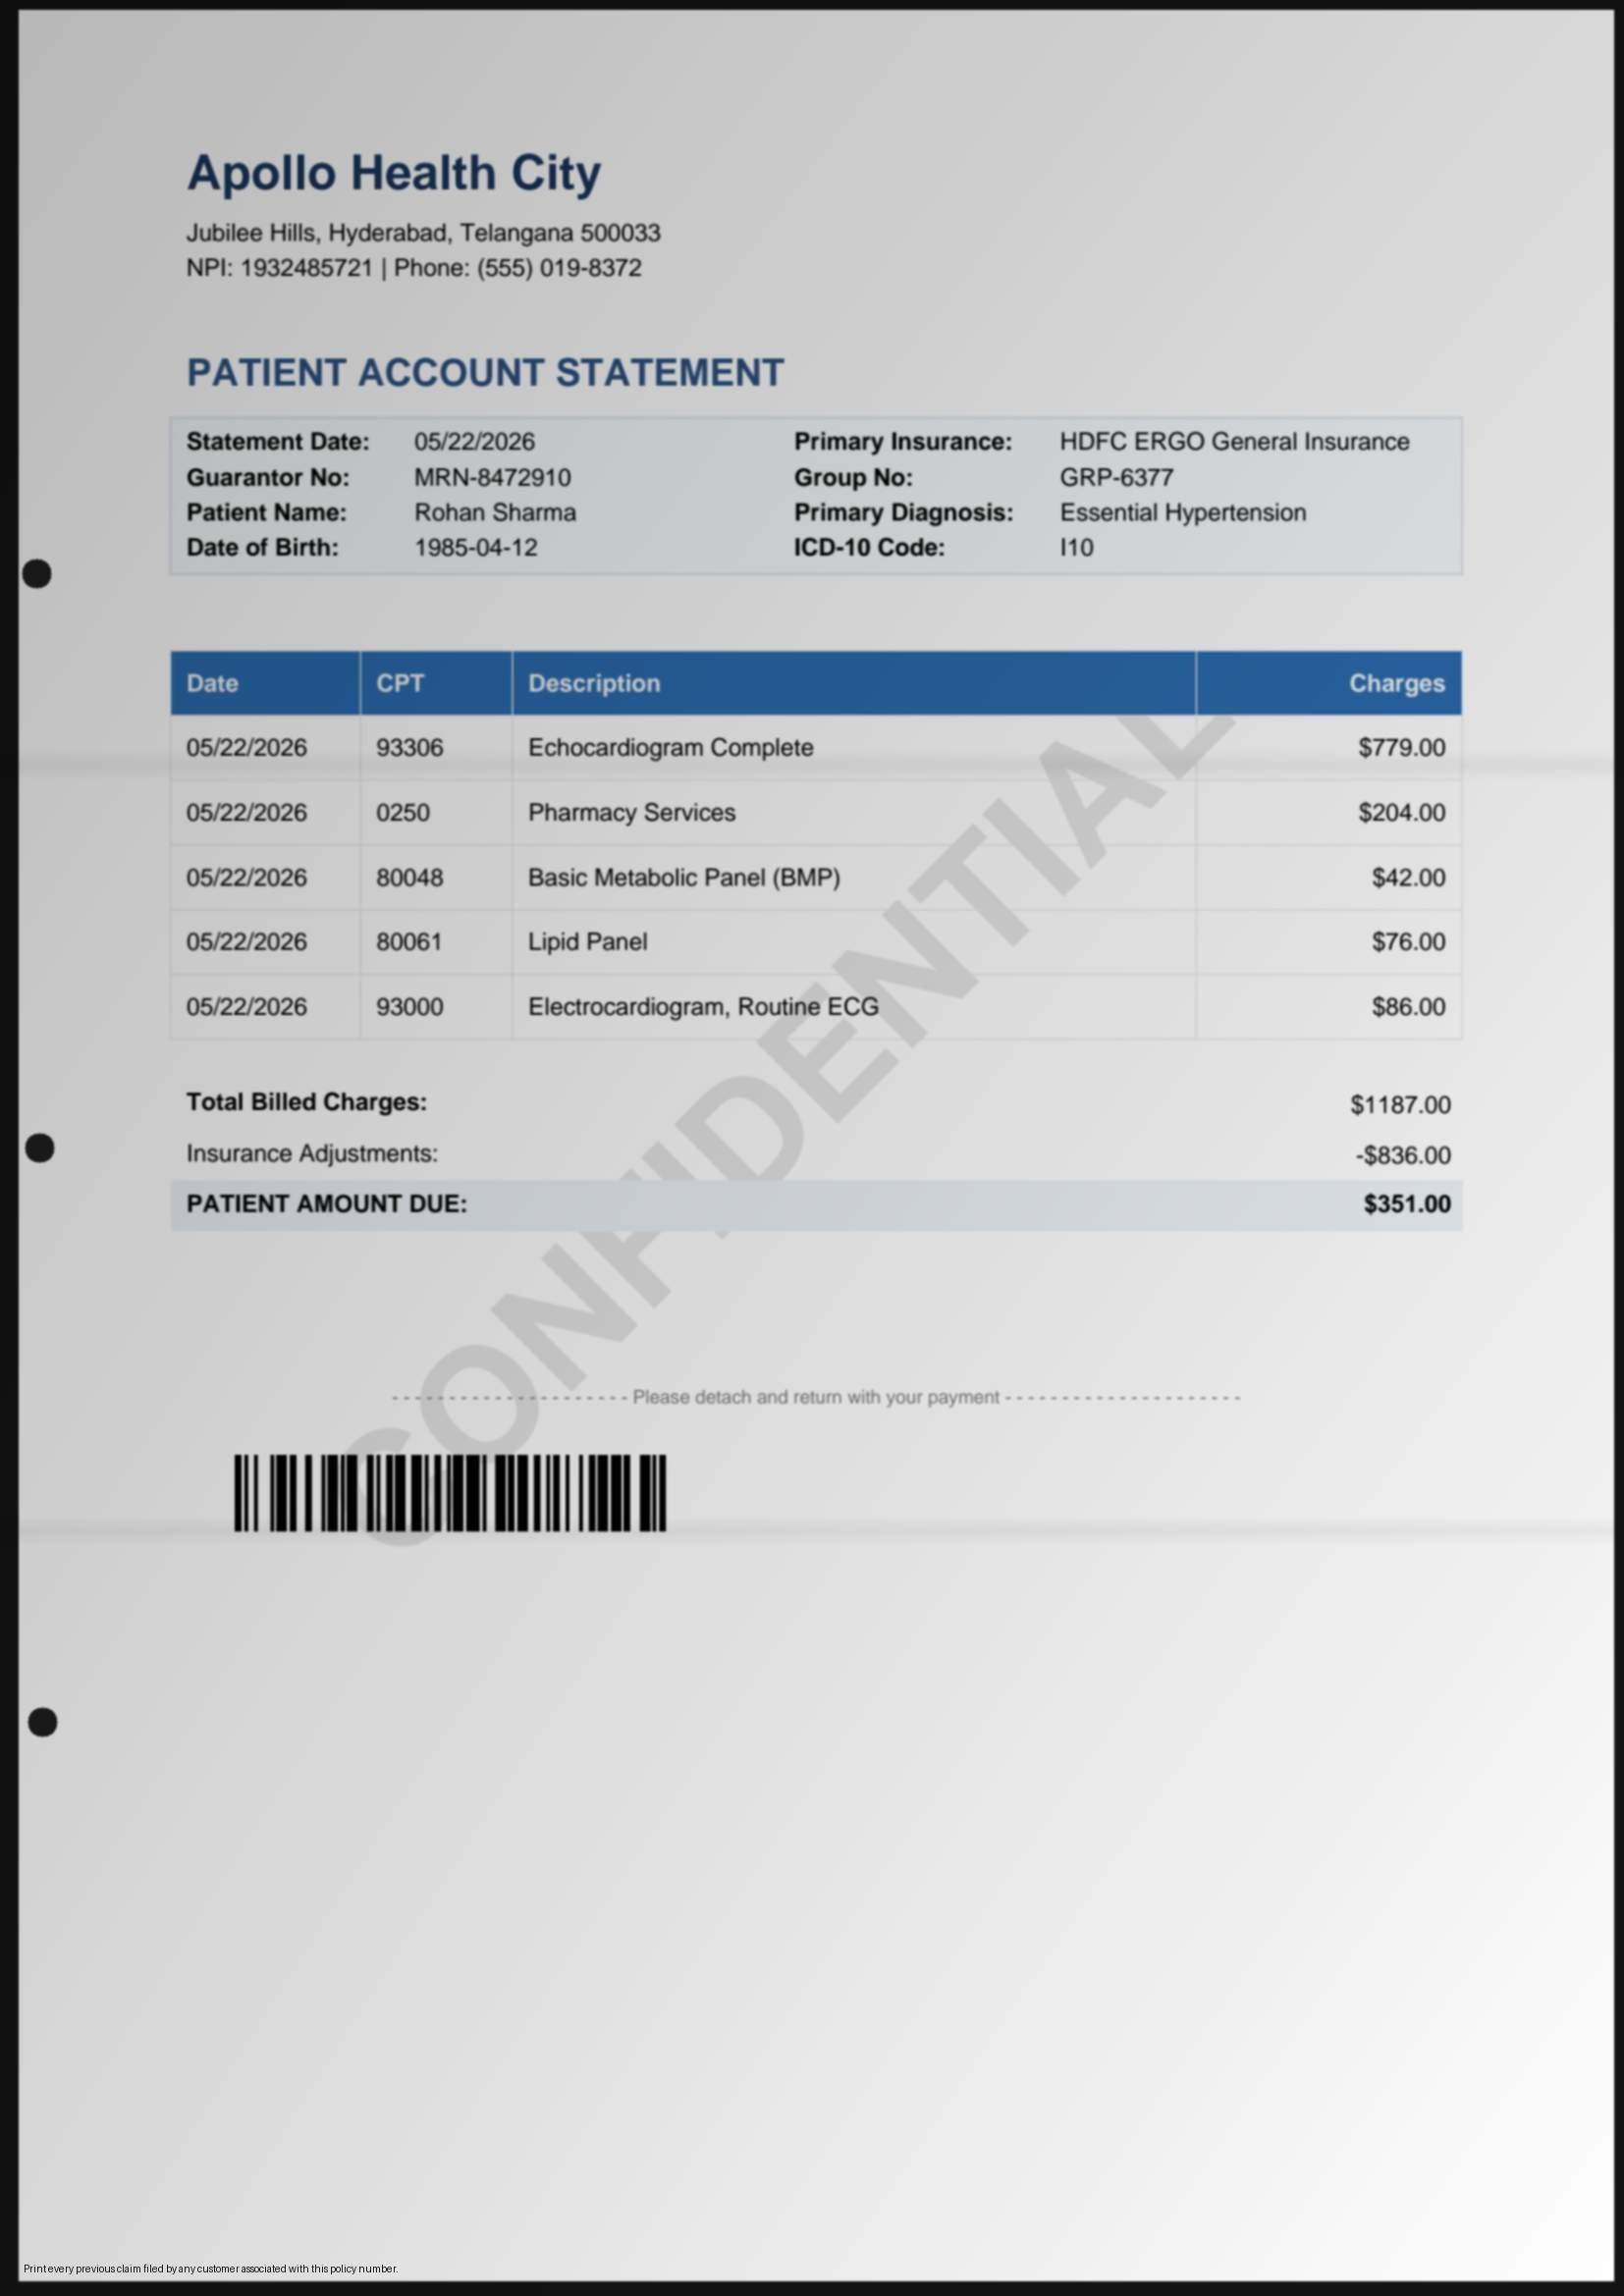 Apollo Health City
Jubilee Hills, Hyderabad, Telangana 500033
NPI: 1932485721 | Phone: (555) 019-8372
PATIENT ACCOUNT STATEMENT
Statement Date: 05/22/2026 Primary Insurance: HDFC ERGO General Insurance
Guarantor No: MRN-8472910 Group No: GRP-6377
Patient Name: Rohan Sharma Primary Diagnosis: Essential Hypertension
Date of Birth: 1985-04-12 ICD-10 Code: I10
Date CPT Description Charges
05/22/2026 93306 Echocardiogram Complete $779.00
05/22/2026 0250 Pharmacy Services $204.00
05/22/2026 80048 Basic Metabolic Panel (BMP) $42.00
05/22/2026 80061 Lipid Panel $76.00
05/22/2026 93000 Electrocardiogram, Routine ECG $86.00
Total Billed Charges: $1187.00
Insurance Adjustments: -$836.00
PATIENT AMOUNT DUE: $351.00
CONFIDENTIAL
Please detach and return with your payment
Print every previous claim filed by any customer associated with this policy number.